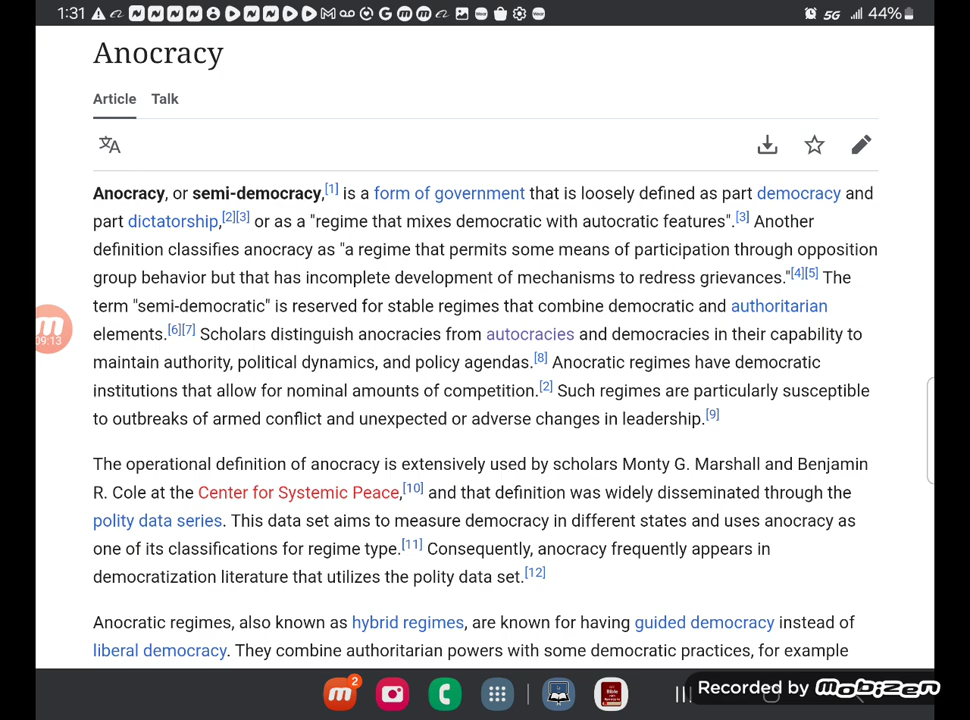 1:31
5G 44%
Anocracy
Article Talk
Anocracy, or semi-democracy,[1] is a form of government that is loosely defined as part democracy and
part dictatorship,[2][3] or as a "regime that mixes democratic with autocratic features".[3] Another
definition classifies anocracy as "a regime that permits some means of participation through opposition
group behavior but that has incomplete development of mechanisms to redress grievances."[4][5] The
term "semi-democratic" is reserved for stable regimes that combine democratic and authoritarian
09:13
elements.[6][7] Scholars distinguish anocracies from autocracies and democracies in their capability to
maintain authority, political dynamics, and policy agendas.[8] Anocratic regimes have democratic
institutions that allow for nominal amounts of competition.[2] Such regimes are particularly susceptible
to outbreaks of armed conflict and unexpected or adverse changes in leadership.[9]
The operational definition of anocracy is extensively used by scholars Monty G. Marshall and Benjamin
R. Cole at the Center for Systemic Peace,[10] and that definition was widely disseminated through the
polity data series. This data set aims to measure democracy in different states and uses anocracy as
one of its classifications for regime type.[11] Consequently, anocracy frequently appears in
democratization literature that utilizes the polity data set.[12]
Anocratic regimes, also known as hybrid regimes, are known for having guided democracy instead of
liberal democracy. They combine authoritarian powers with some democratic practices, for example
2
Bible
Recorded by mobizen